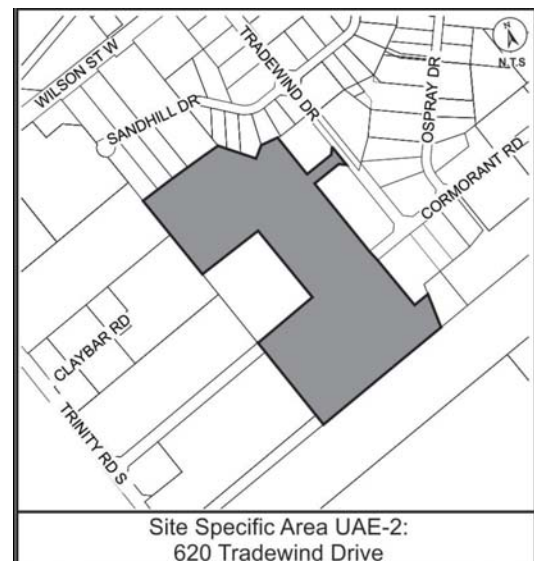 N
N.T.S
WILSON ST W
SANDHILL DR
TRADEWIND DR
OSPRAY DR
CORMORANT RD
CLAYBAR RD
TRINITY RD S
Site Specific Area UAE-2:
620 Tradewind Drive